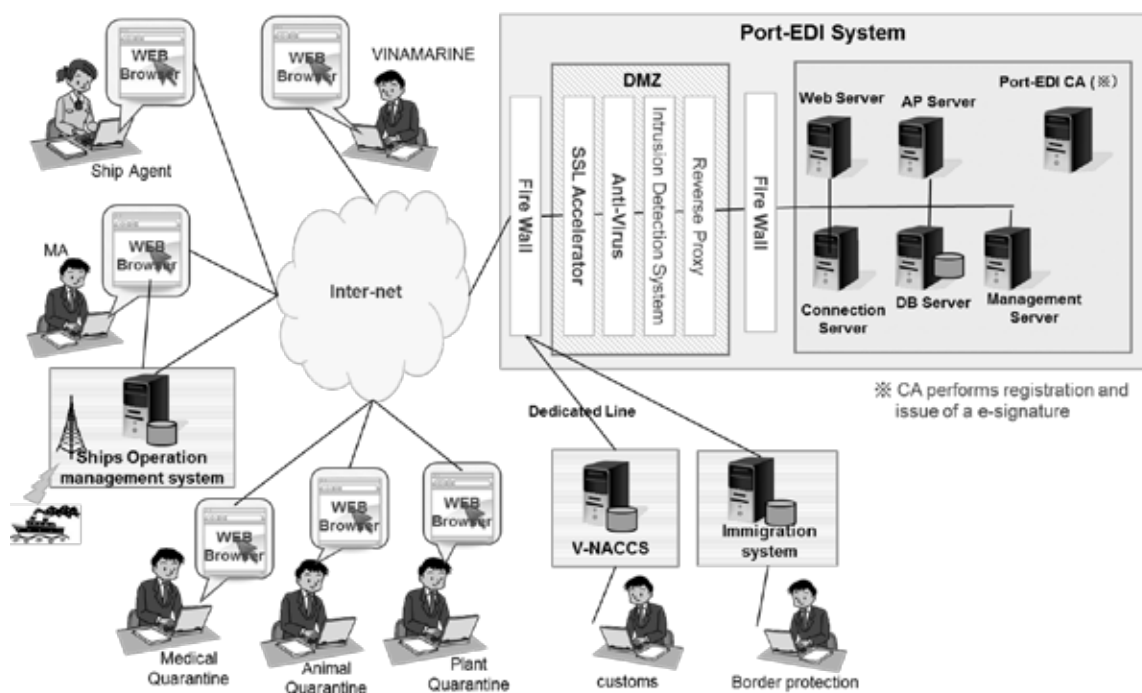 WEB
Browser
Ship Agent
WEB
Browser
VINAMARINE
MA
WEB
Browser
Inter-net
Ships Operation
management system
WEB
Browser
Medical
Quarantine
WEB
Browser
Animal
Quarantine
WEB
Browser
Plant
Quarantine
Port-EDI System
Fire Wall
DMZ
SSL Accelerator
Anti-Virus
Intrusion Detection System
Reverse Proxy
Fire Wall
Port-EDI CA (※)
Web Server
AP Server
Connection
Server
DB Server
Management
Server
※ CA performs registration and
issue of a e-signature
Dedicated Line
V-NACCS
customs
Immigration
system
Border protection